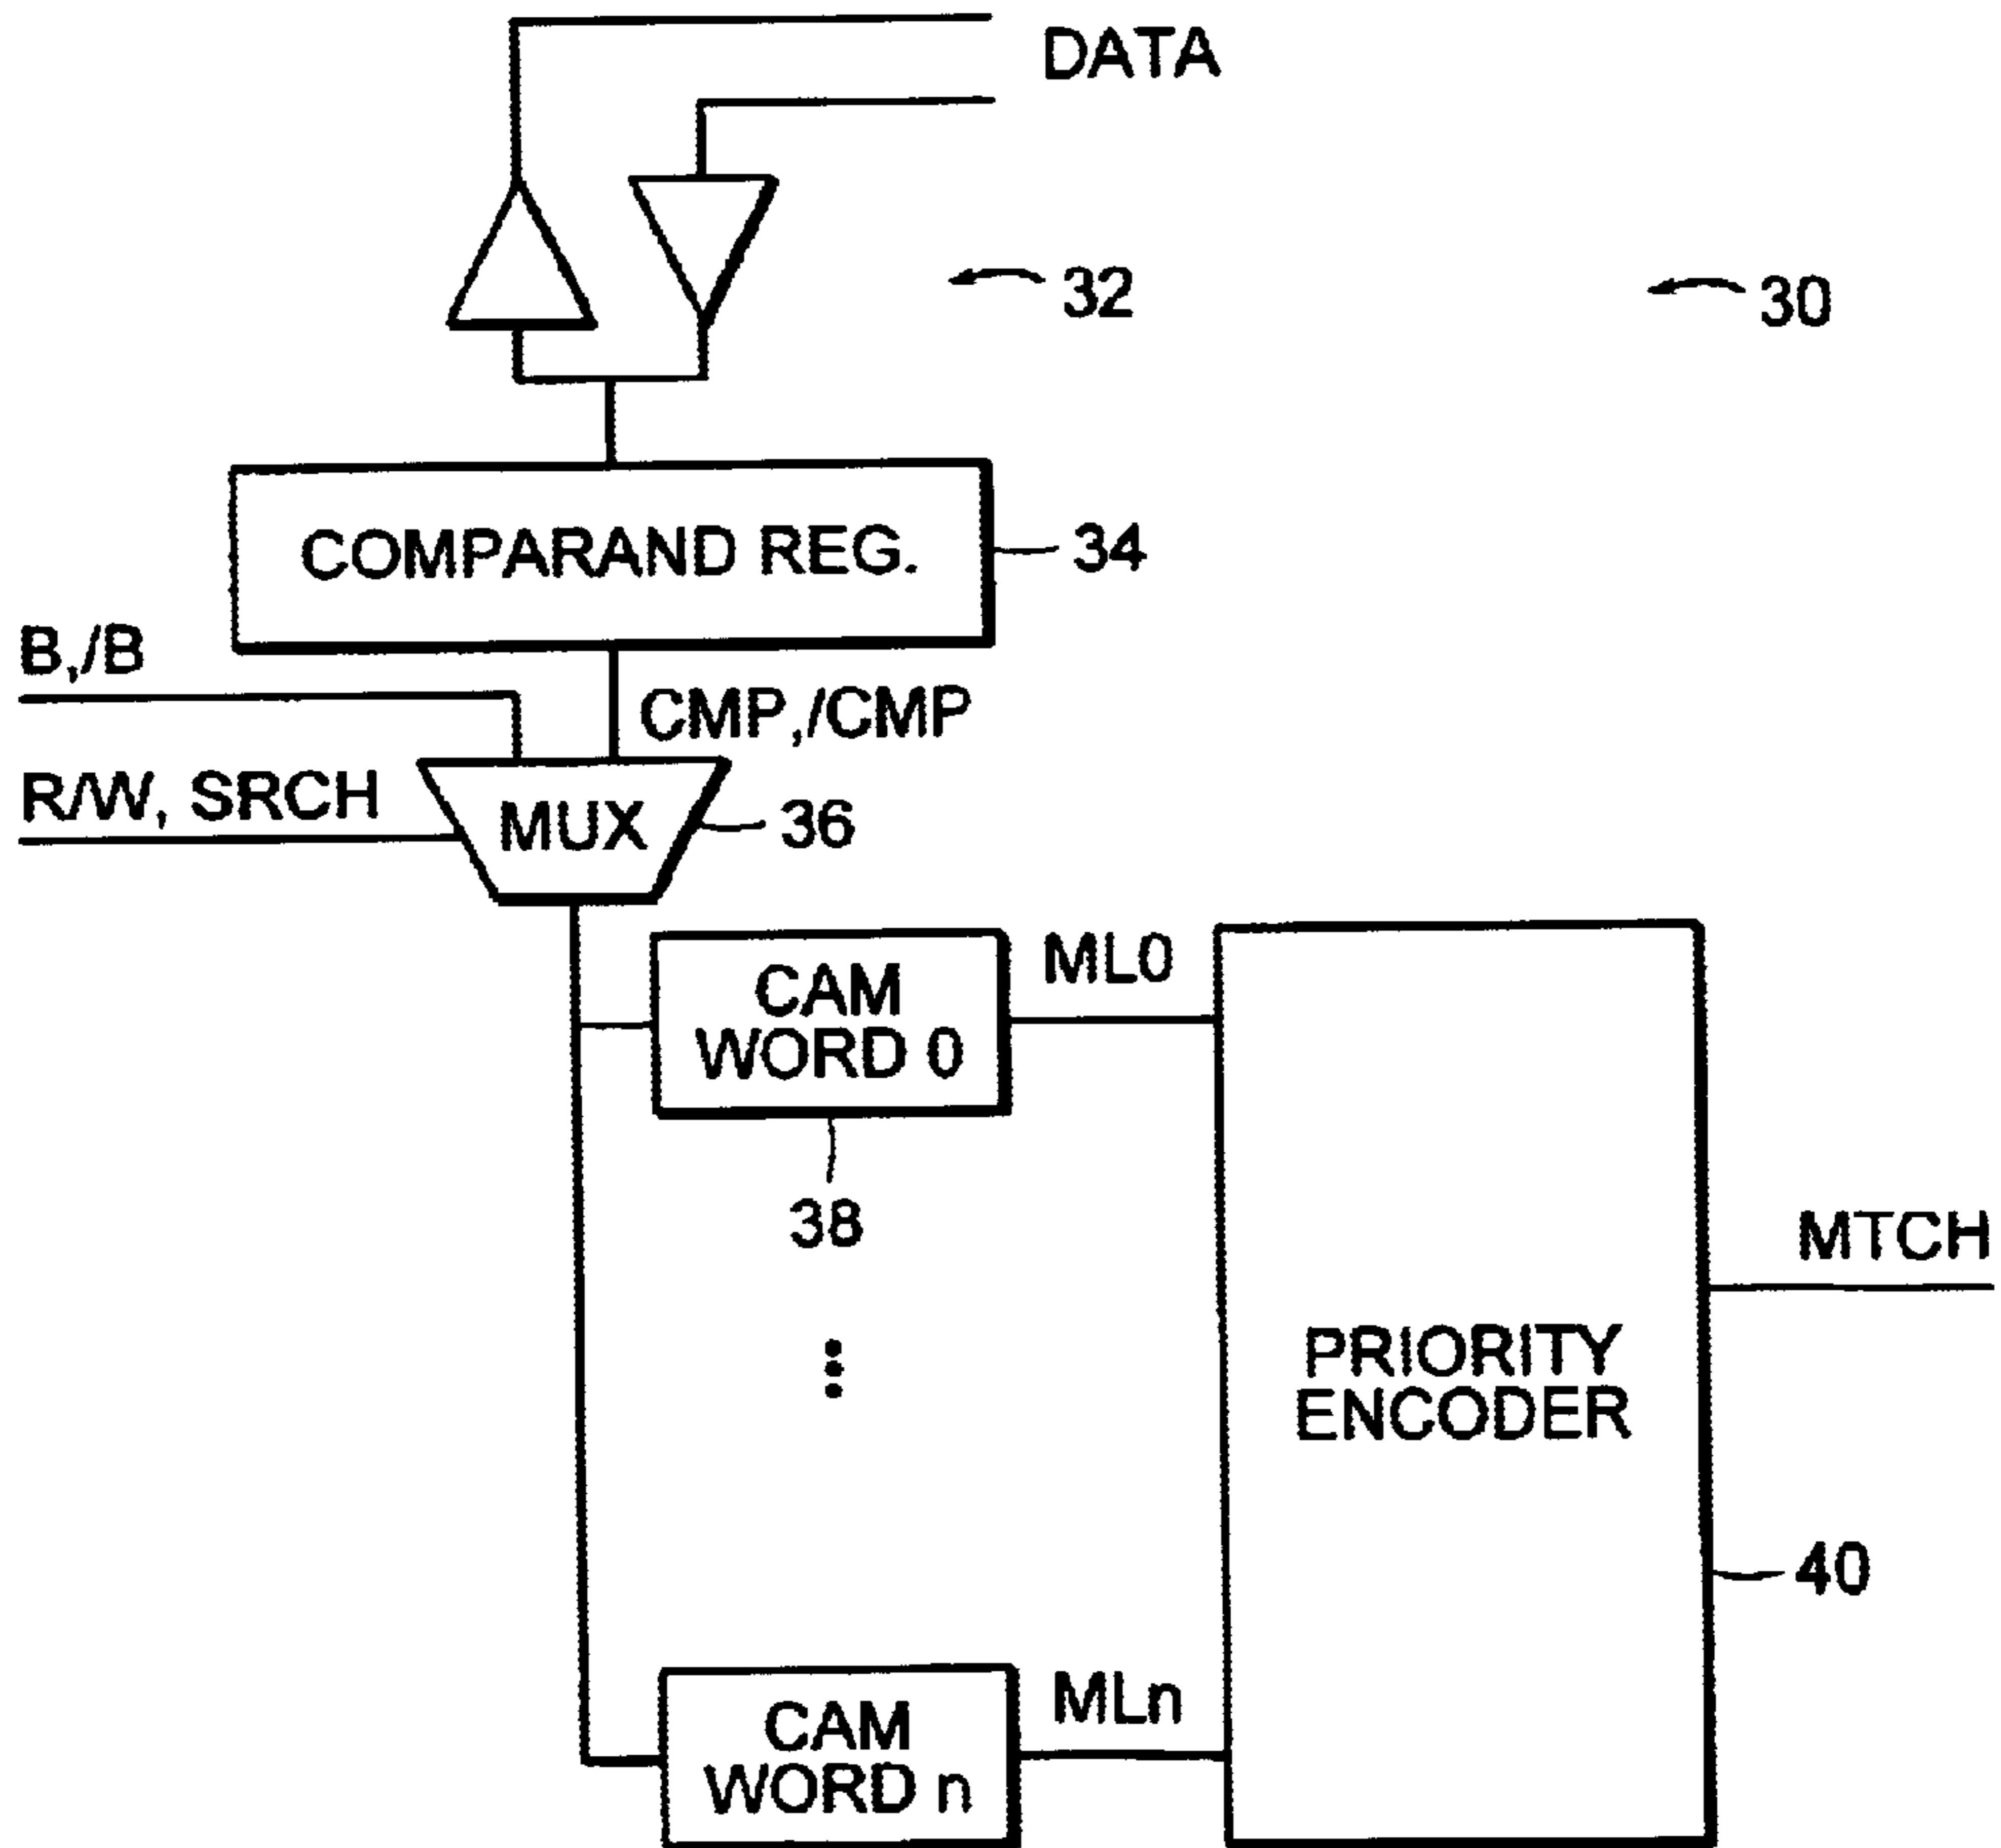 DATA
32
30
COMPARAND REG.
34
B,/B
CMP,/CMP
R/W, SRCH
MUX
36
CAM
WORD 0
ML0
38
MTCH
PRIORITY
ENCODER
40
CAM
WORD n
MLn